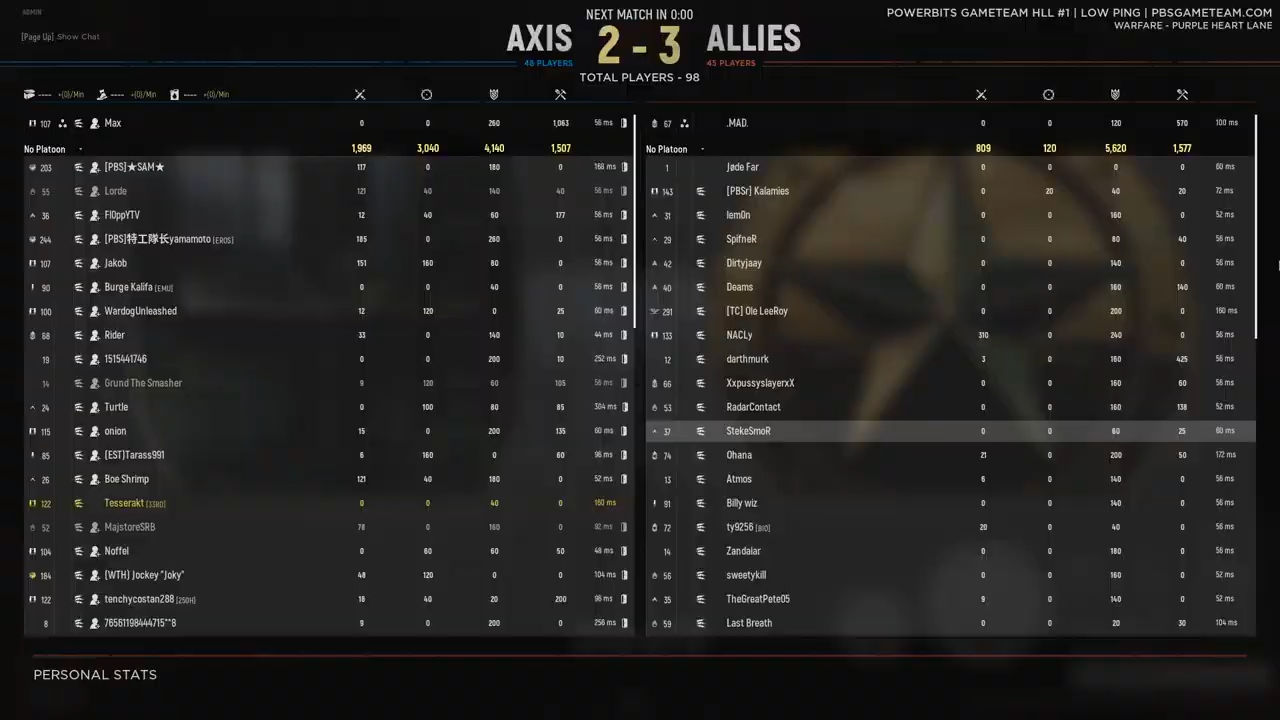 ADMIN
[Page Up] Show Chat
NEXT MATCH IN 0:00
AXIS 2 - 3 ALLIES
48 PLAYERS 45 PLAYERS
TOTAL PLAYERS - 98
POWERBITS GAMETEAM HLL #1 | LOW PING | PBSGAMETEAM.COM
WARFARE - PURPLE HEART LANE
---- +(0)/Min ---- +(0)/Min ---- +(0)/Min
107 Max 0 0 260 1,063 56 ms
No Platoon - 1,969 3,040 4,140 1,507
203 [PBS]★SAM★ 117 0 180 0 168 ms
55 Lorde 121 40 140 40 56 ms
36 FlOppYTV 12 40 60 177 56 ms
244 [PBS]特工隊长yamamoto [EROS] 185 0 260 0 56 ms
107 Jakob 151 160 80 0 56 ms
90 Burge Kalifa [EMU] 0 0 40 0 56 ms
100 WardogUnleashed 12 120 0 25 60 ms
68 Rider 33 0 140 10 44 ms
19 1515441746 0 0 200 10 252 ms
14 Grund The Smasher 9 120 60 105 56 ms
24 Turtle 0 100 80 85 304 ms
115 onion 15 0 200 135 60 ms
85 (EST)Tarass991 6 160 0 60 96 ms
26 Boe Shrimp 121 40 180 0 52 ms
122 Tesserakt [33RD] 0 0 40 0 160 ms
52 MajstoreSRB 78 0 160 0 92 ms
104 Noffel 0 60 60 50 48 ms
184 (WTH) Jockey "Joky" 48 120 0 0 104 ms
122 tenchycostan288 [250H] 18 40 20 200 96 ms
8 76561198444715**8 9 0 200 0 256 ms
67 .MAD. 0 0 120 570 100 ms
No Platoon - 809 120 5,620 1,577
1 Jøde Far 0 0 0 0 60 ms
143 [PBSr] Kalamies 0 20 40 20 72 ms
31 lem0n 0 0 160 0 52 ms
29 SpifneR 0 0 80 40 56 ms
42 Dirtyjaay 0 0 140 0 56 ms
40 Deams 0 0 160 140 60 ms
291 [TC] Ole LeeRoy 0 0 200 0 160 ms
133 NACLy 310 0 240 0 56 ms
12 darthmurk 3 0 160 425 56 ms
66 XxpussyslayerxX 0 0 160 60 56 ms
53 RadarContact 0 0 160 138 52 ms
37 StekeSmoR 0 0 60 25 60 ms
74 Ohana 21 0 200 50 172 ms
13 Atmos 6 0 140 0 56 ms
91 Billy wiz 0 0 140 0 56 ms
72 ty9256 [BIO] 20 0 40 0 56 ms
14 Zandalar 0 0 180 0 56 ms
56 sweetykill 0 0 160 0 52 ms
35 TheGreatPete05 9 0 140 0 56 ms
59 Last Breath 0 0 20 30 104 ms
PERSONAL STATS